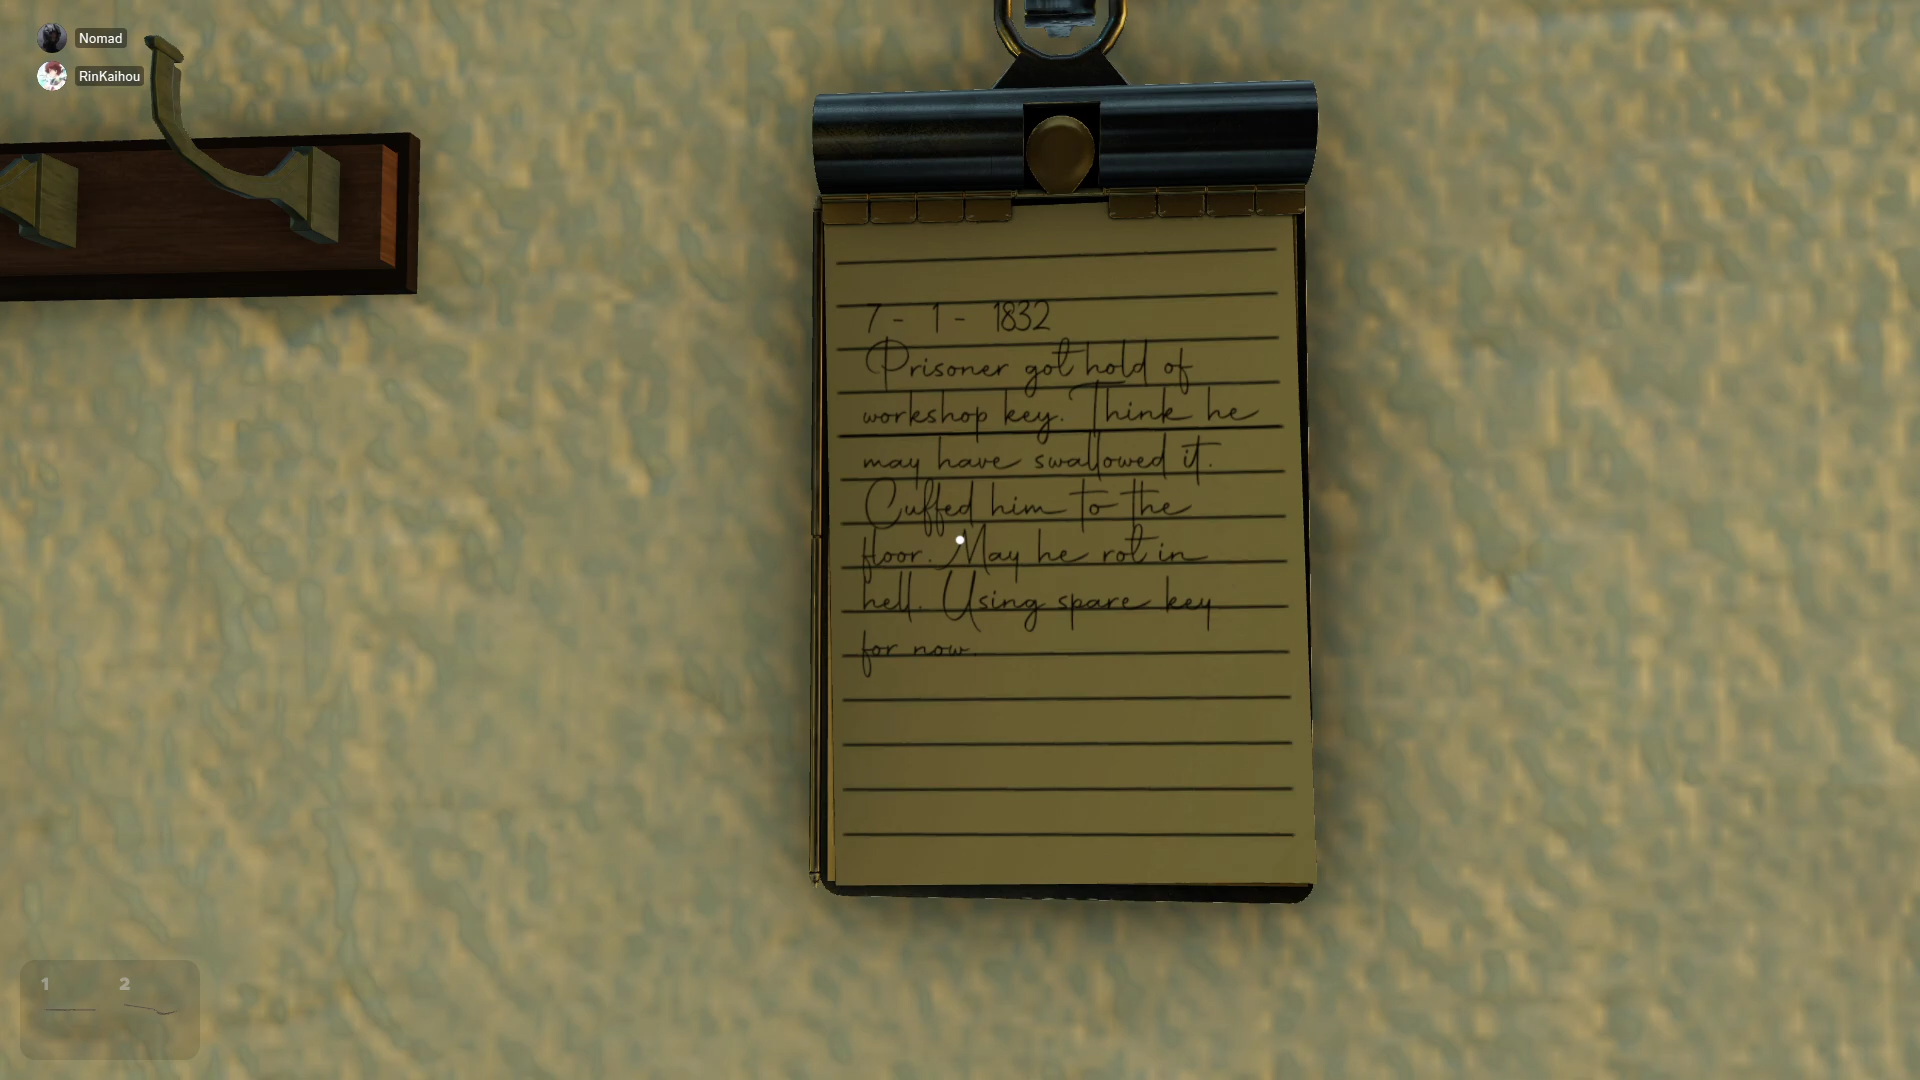 Nomad
RinKaihou
7 - 1 - 1832
Prisoner got hold of
workshop key. Think he
may have swallowed it.
Cuffed him to the
floor. May he rot in
hell. Using spare key
for now.
1 2